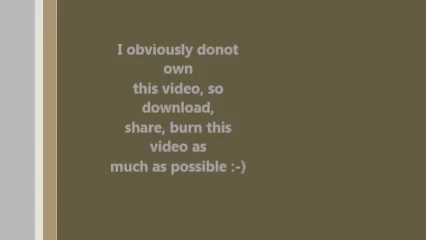 I obviously donot
own
this video, so
download,
share, burn this
video as
much as possible :-)